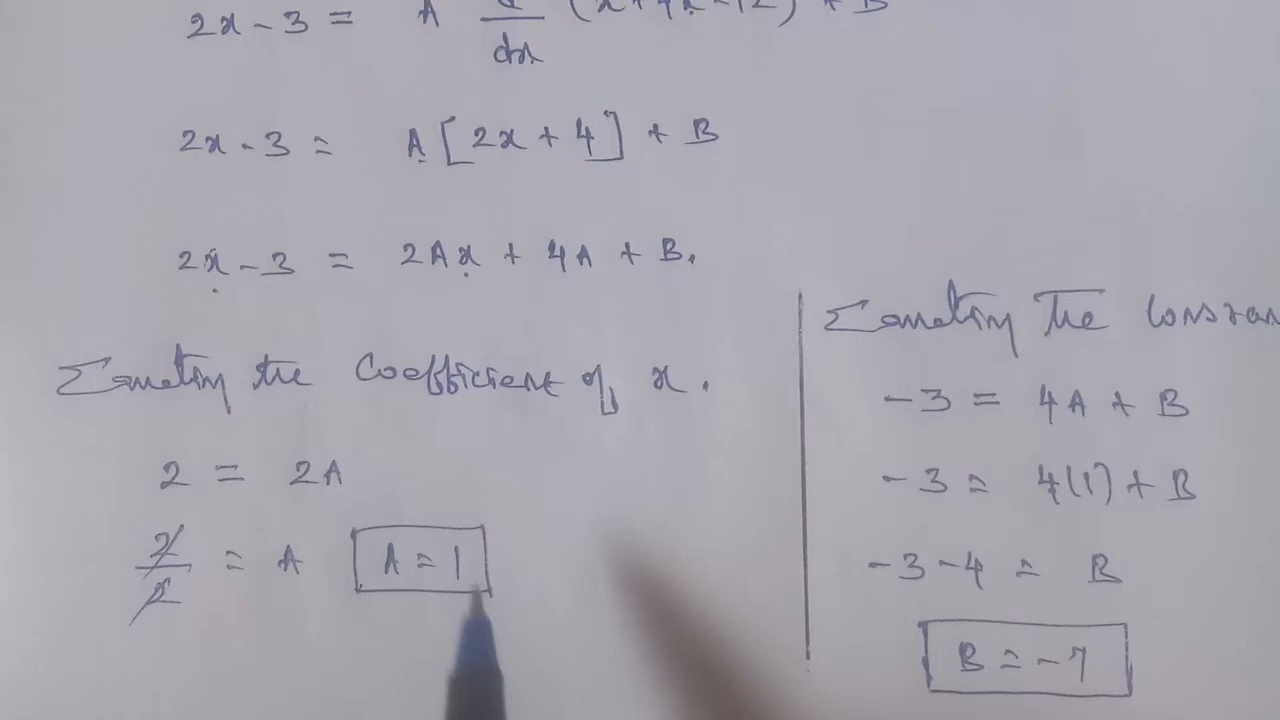 2x - 3 = A d/dx (x² + 4x - 12) + B
2x - 3 = A [2x + 4] + B
2x - 3 = 2Ax + 4A + B.
Equating the coefficient of x.
2 = 2A
2/2 = A A = 1
Equating the constan
-3 = 4A + B
-3 = 4(1) + B
-3 - 4 = B
B = -7